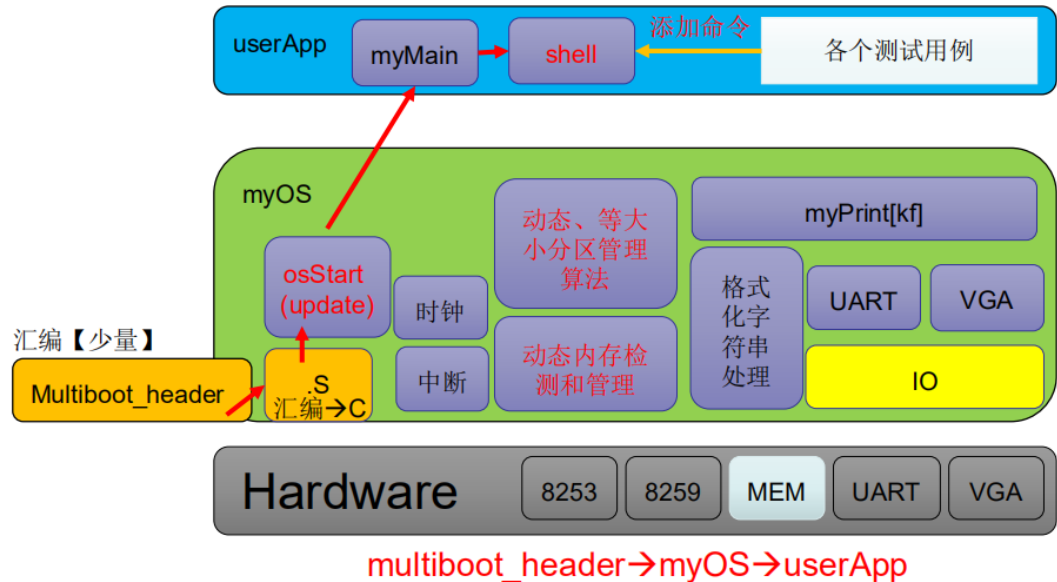 添加命令
userApp
myMain
shell
各个测试用例
myOS
动态、等大
小分区管理
算法
myPrint[kf]
osStart
(update)
时钟
格式
化字
符串
处理
UART
VGA
汇编【少量】
Multiboot_header
.S
汇编→C
中断
动态内存检
测和管理
IO
Hardware
8253
8259
MEM
UART
VGA
multiboot_header→myOS→userApp